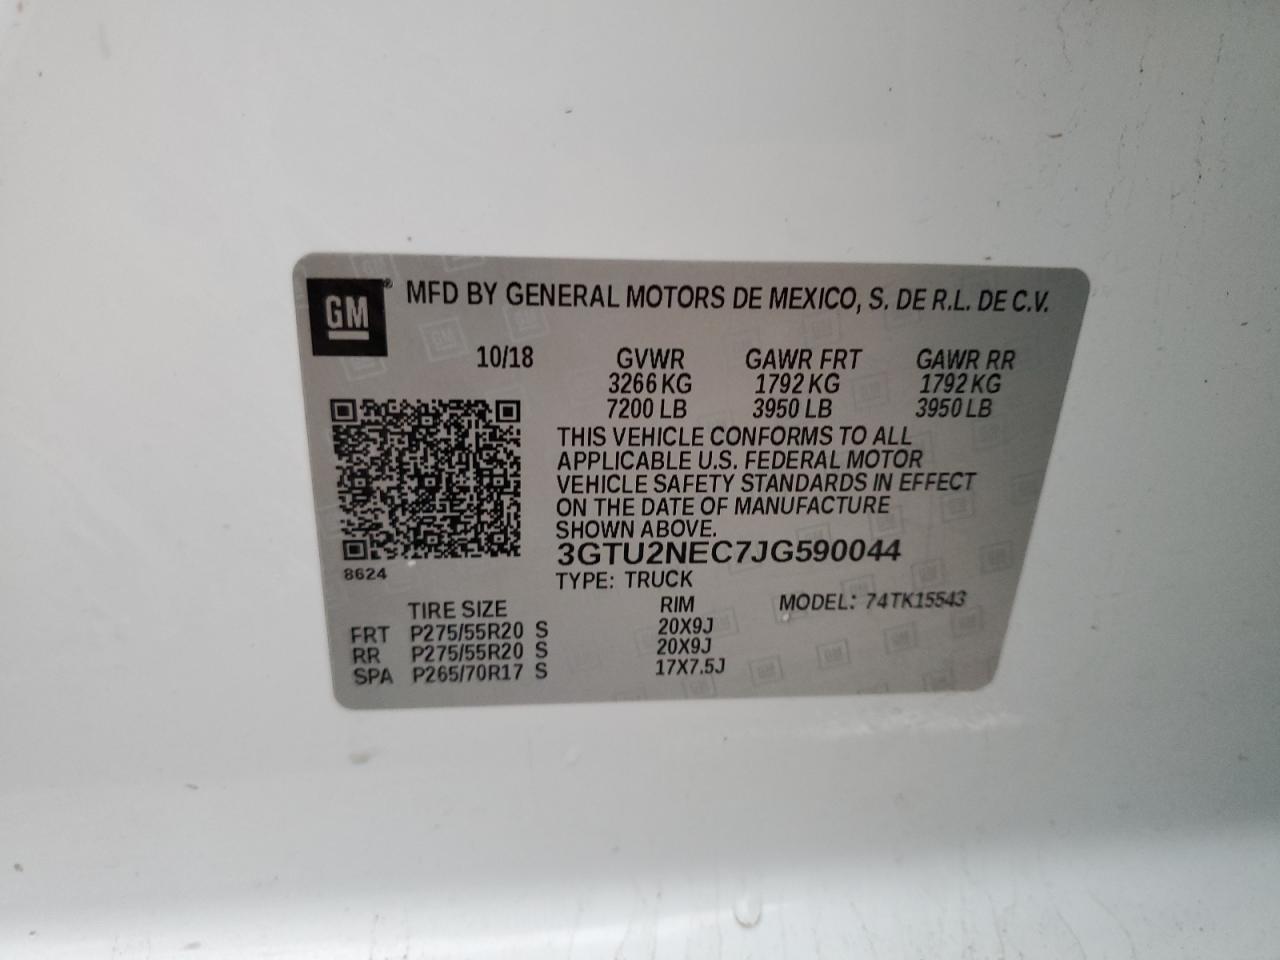 GM® MFD BY GENERAL MOTORS DE MEXICO, S. DE R.L. DE C.V.
10/18 GVWR GAWR FRT GAWR RR
3266 KG 1792 KG 1792 KG
7200 LB 3950 LB 3950 LB
THIS VEHICLE CONFORMS TO ALL
APPLICABLE U.S. FEDERAL MOTOR
VEHICLE SAFETY STANDARDS IN EFFECT
ON THE DATE OF MANUFACTURE
SHOWN ABOVE.
3GTU2NEC7JG590044
8624
TYPE: TRUCK
TIRE SIZE RIM MODEL: 74TK15543
FRT P275/55R20 S 20X9J
RR P275/55R20 S 20X9J
SPA P265/70R17 S 17X7.5J